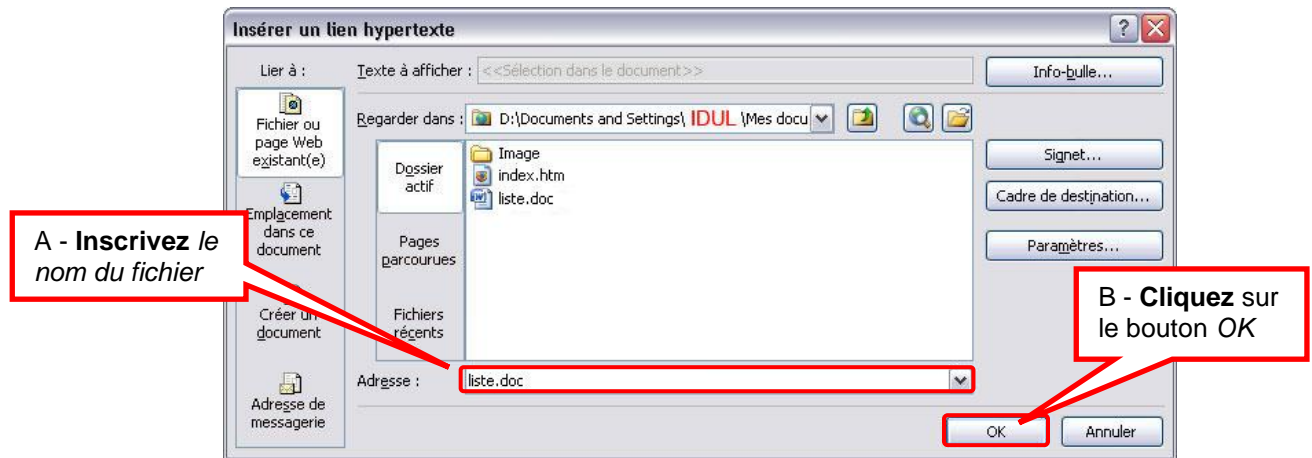 Insérer un lien hypertexte
Lier à :
Texte à afficher : <<Sélection dans le document>>
Info-bulle...
Fichier ou
page Web
existant(e)
Regarder dans : D:\Documents and Settings\ IDUL \Mes docu
Dossier
actif
Image
index.htm
liste.doc
Signet...
Cadre de destination...
Emplacement
dans ce
document
Pages
parcourues
Paramètres...
A - Inscrivez le
nom du fichier
B - Cliquez sur
le bouton OK
Créer un
document
Fichiers
récents
Adresse : liste.doc
Adresse de
messagerie
OK
Annuler